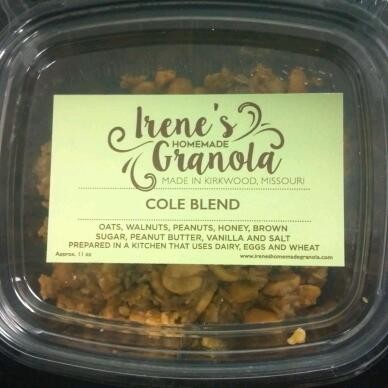 Irene's
HOMEMADE
Granola
MADE IN KIRKWOOD, MISSOURI
COLE BLEND
OATS, WALNUTS, PEANUTS, HONEY, BROWN
SUGAR, PEANUT BUTTER, VANILLA AND SALT
PREPARED IN A KITCHEN THAT USES DAIRY, EGGS AND WHEAT
Approx. 11 oz www.ireneshomemadegranola.com